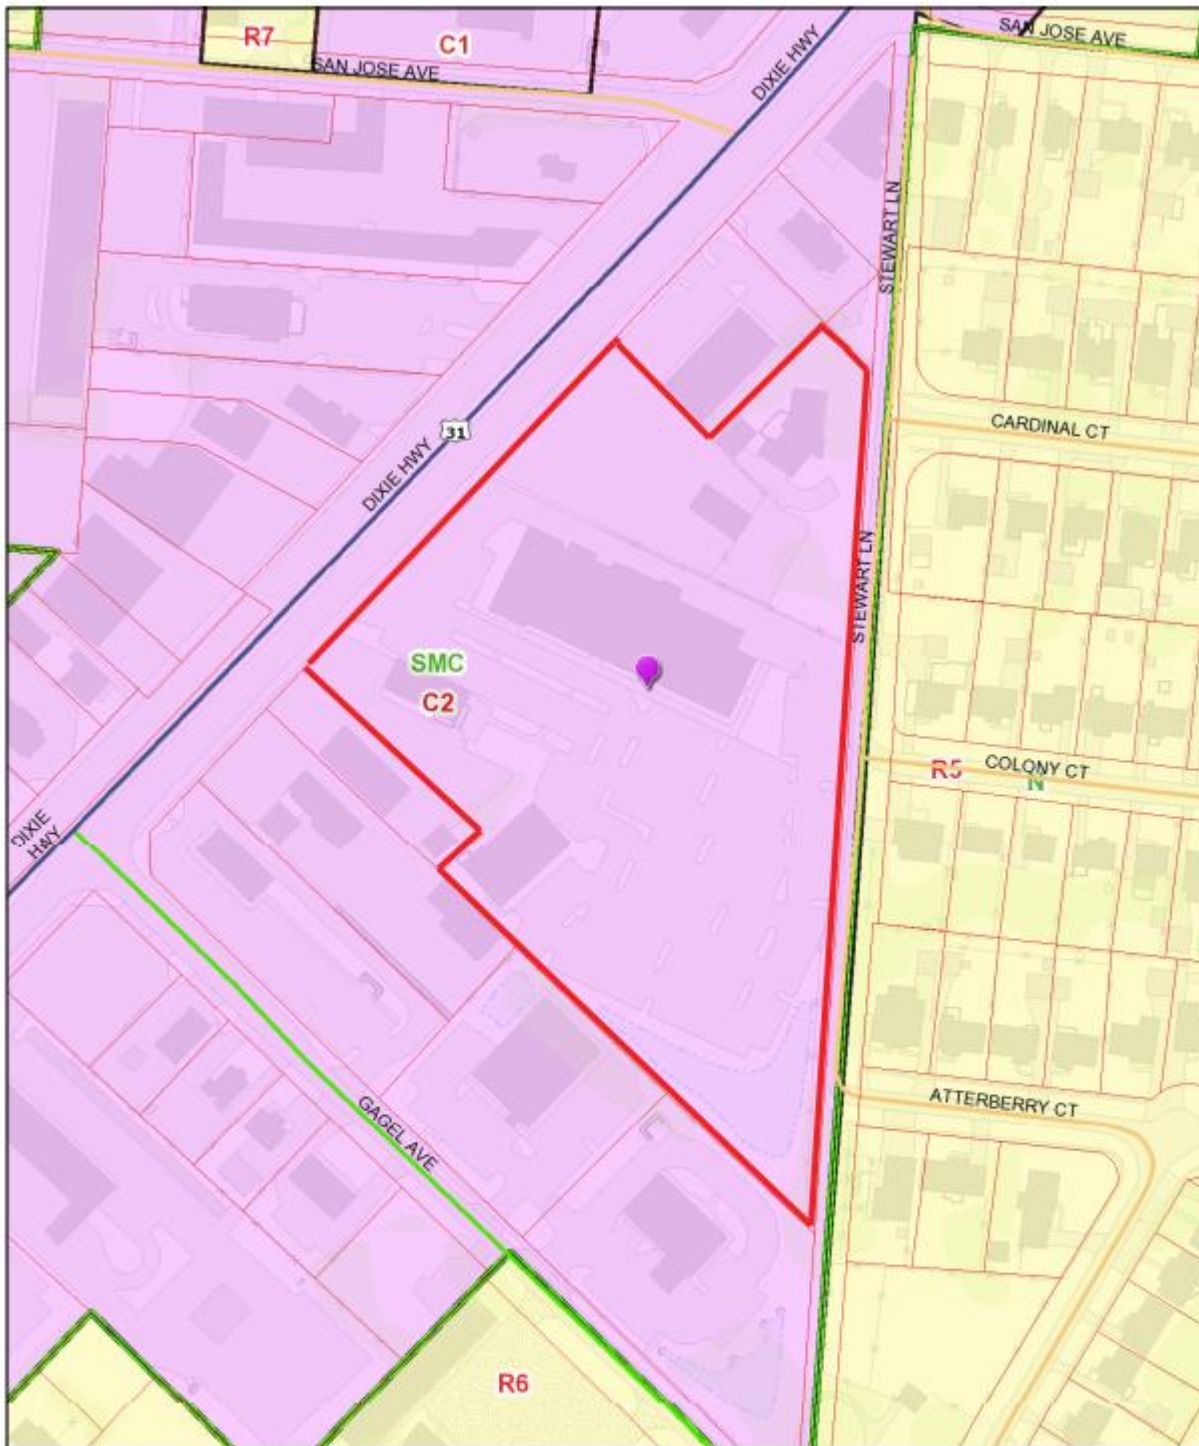 SAN JOSE AVE
R7
C1
SAN JOSE AVE
DIXIE HWY
STEWART LN
CARDINAL CT
31
DIXIE HWY
STEWART LN
SMC
C2
R5
COLONY CT
N
DIXIE
HWY
GAGEL AVE
ATTERBERRY CT
R6